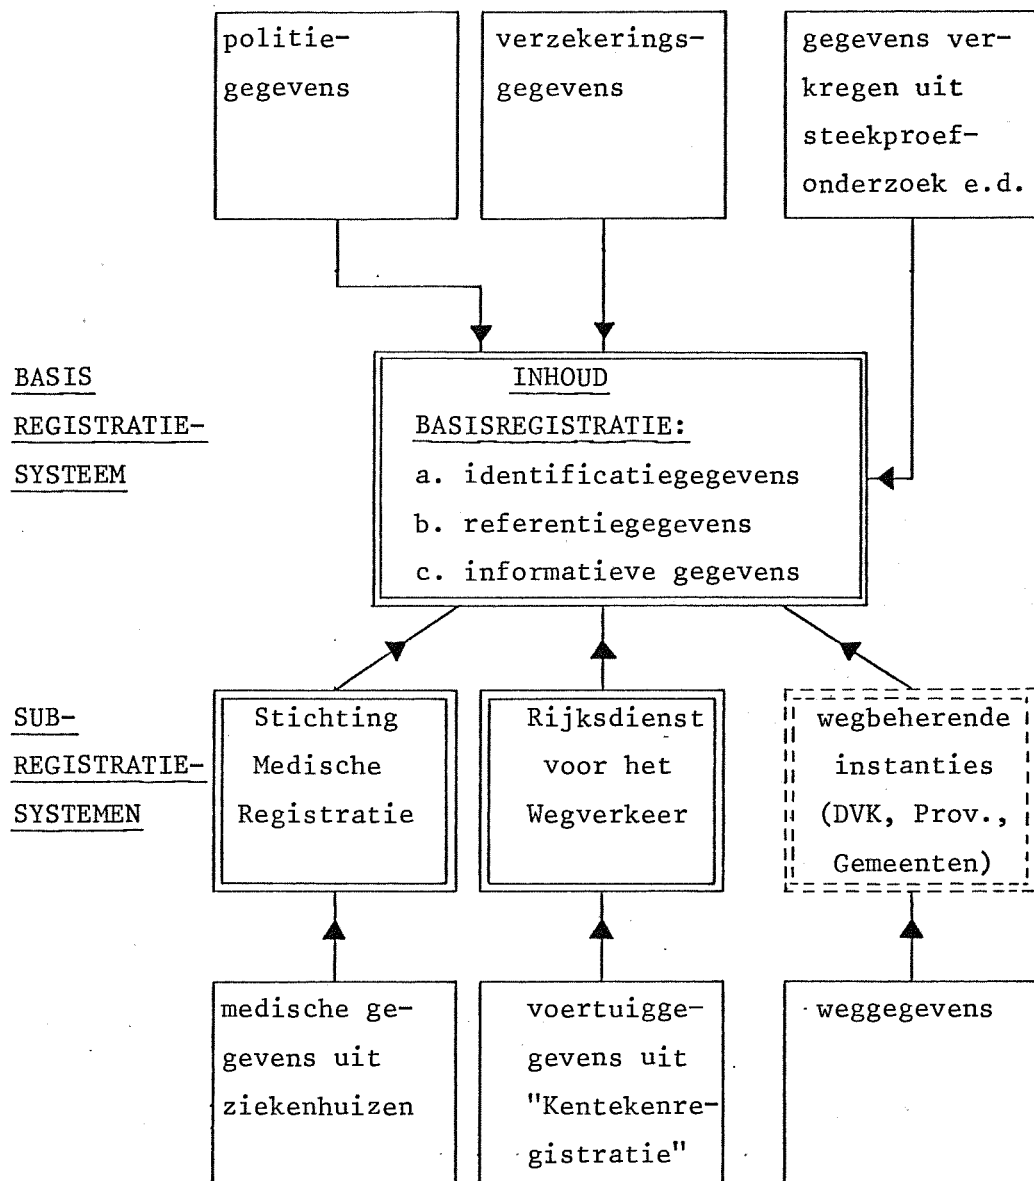 politie-
gegevens
verzekerings-
gegevens
gegevens ver-
kregen uit
steekproef-
onderzoek e.d.
BASIS
REGISTRATIE-
SYSTEEM
INHOUD
BASISREGISTRATIE:
a. identificatiegegevens
b. referentiegegevens
c. informatieve gegevens
SUB-
REGISTRATIE-
SYSTEMEN
Stichting
Medische
Registratie
Rijksdienst
voor het
Wegverkeer
wegbeherende
instanties
(DVK, Prov.,
Gemeenten)
medische ge-
gevens uit
ziekenhuizen
voertuigge-
gevens uit
"Kentekenre-
gistratie"
weggegevens